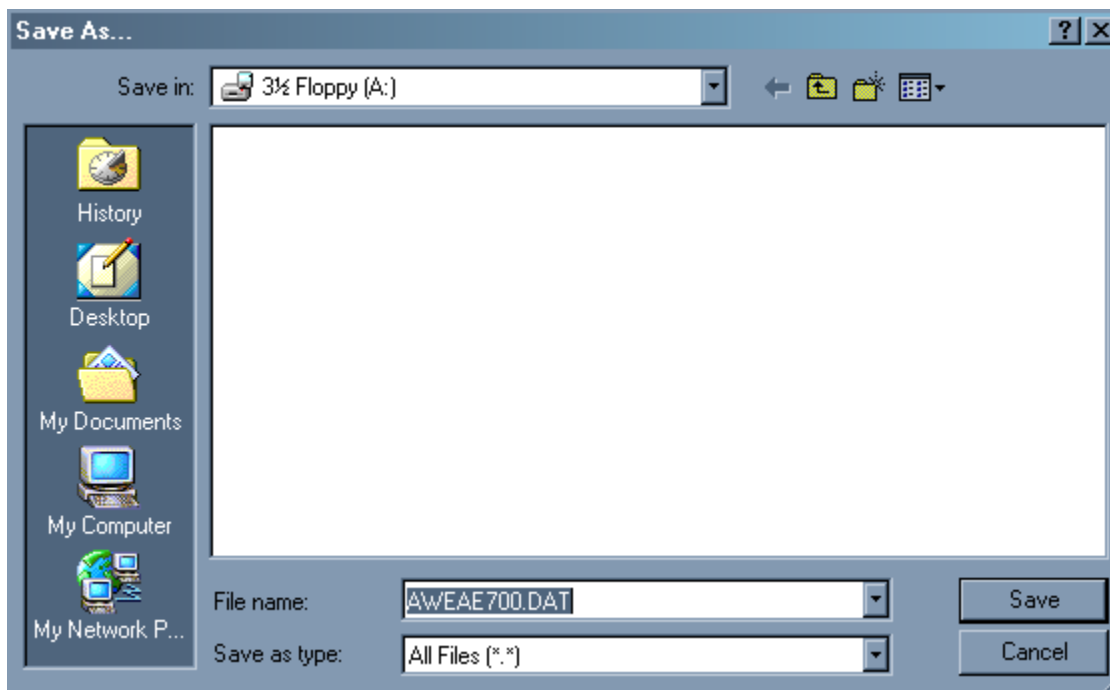 Save As...
Save in: 3½ Floppy (A:)
History
Desktop
My Documents
My Computer
My Network P...
File name: AWEAE700.DAT Save
Save as type: All Files (*.*) Cancel